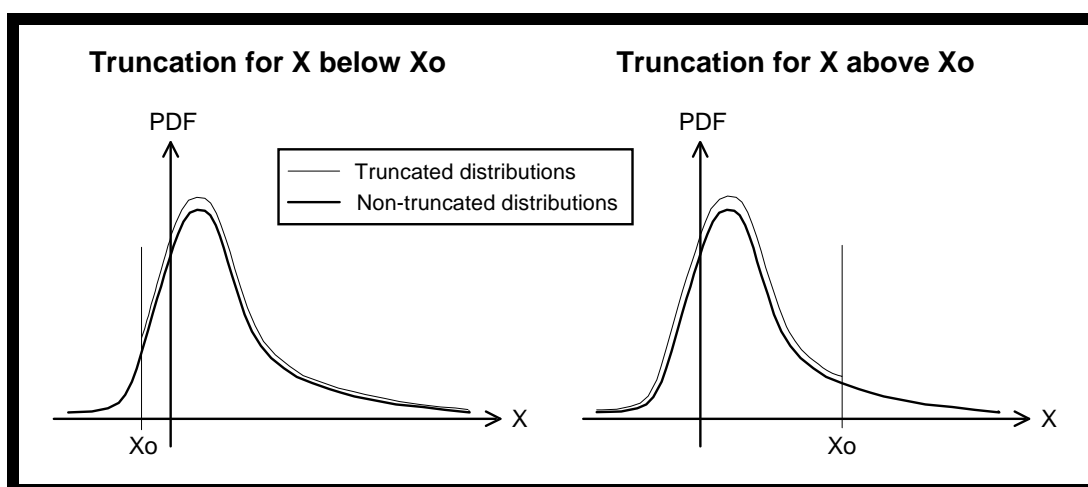 Truncation for X below Xo
Truncation for X above Xo
PDF
PDF
Truncated distributions
Non-truncated distributions
X
X
Xo
Xo